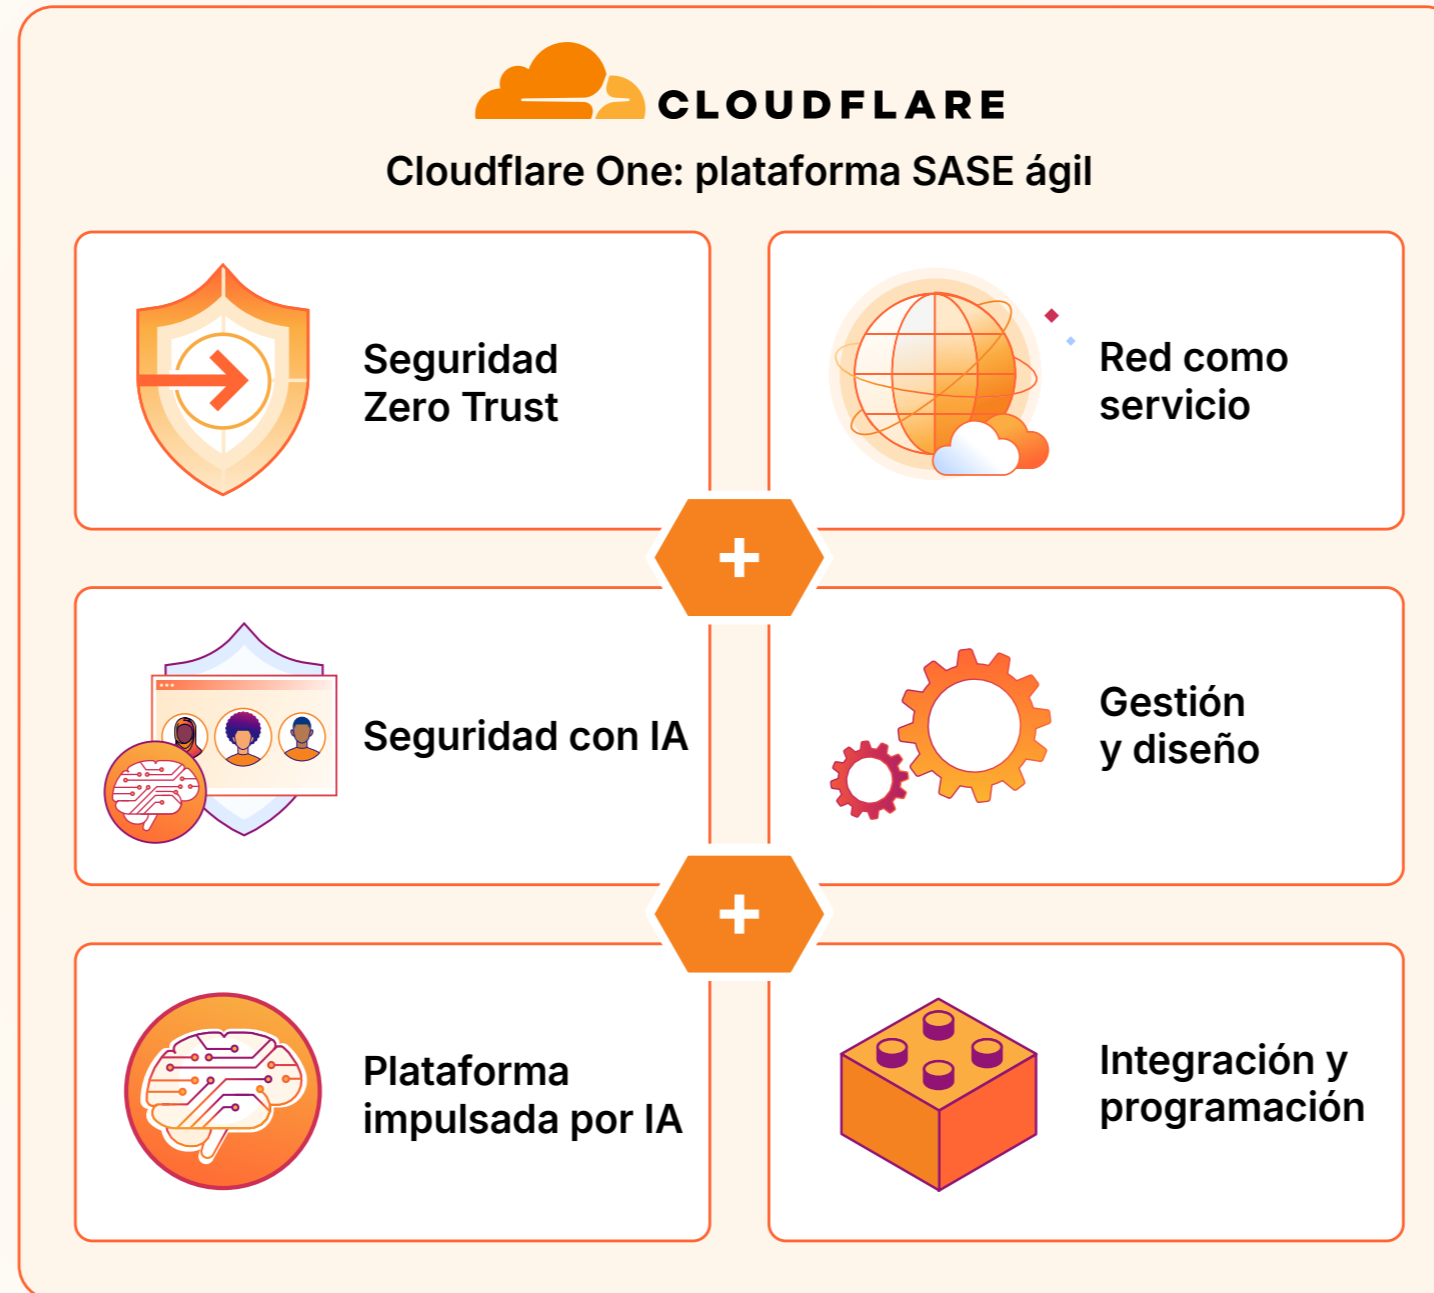 CLOUDFLARE
Cloudflare One: plataforma SASE ágil
Seguridad
Zero Trust
Red como
servicio
+
Seguridad con IA
Gestión
y diseño
+
Plataforma
impulsada por IA
Integración y
programación